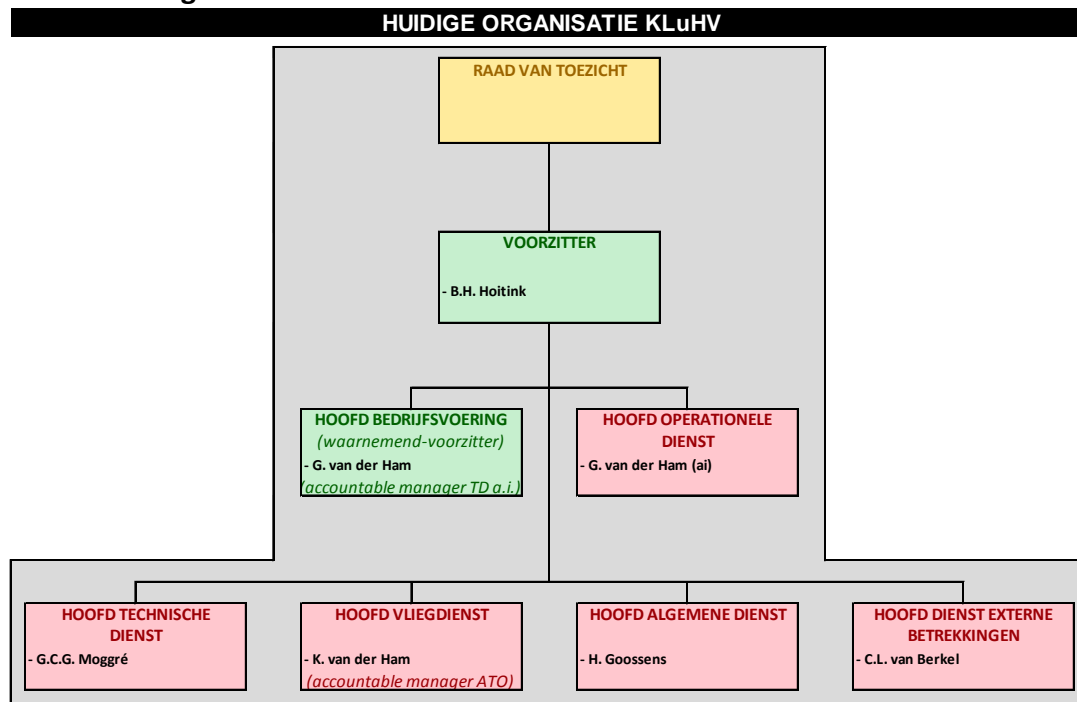 HUIDIGE ORGANISATIE KLuHV
RAAD VAN TOEZICHT
VOORZITTER
- B.H. Hoitink
HOOFD BEDRIJFSVOERING
(waarnemend-voorzitter)
- G. van der Ham
(accountable manager TD a.i.)
HOOFD OPERATIONELE
DIENST
- G. van der Ham (ai)
HOOFD TECHNISCHE
DIENST
- G.C.G. Moggré
HOOFD VLIEGDIENST
- K. van der Ham
(accountable manager ATO)
HOOFD ALGEMENE DIENST
- H. Goossens
HOOFD DIENST EXTERNE
BETREKKINGEN
- C.L. van Berkel